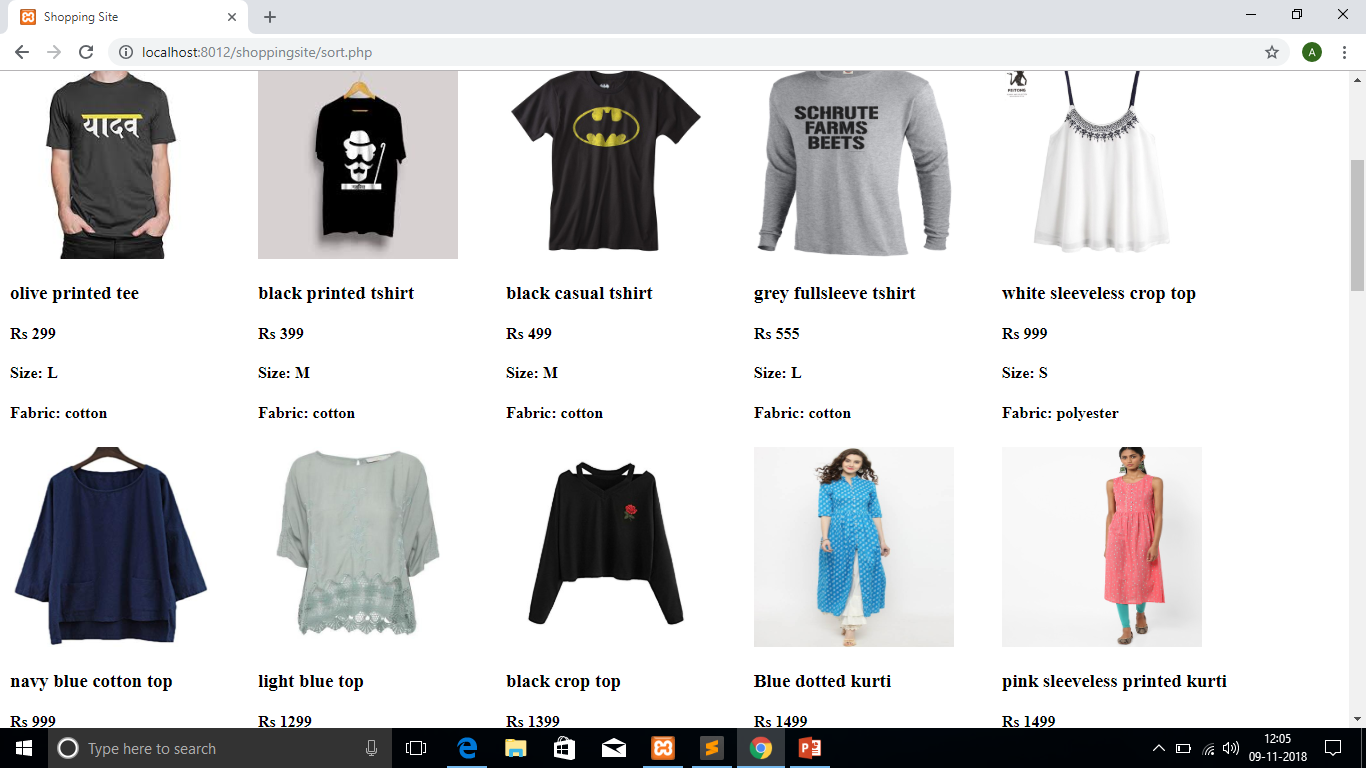 Shopping Site
localhost:8012/shoppingsite/sort.php
A
यादव
SCHRUTE
FARMS
BEETS
olive printed tee
black printed tshirt
black casual tshirt
grey fullsleeve tshirt
white sleeveless crop top
Rs 299
Rs 399
Rs 499
Rs 555
Rs 999
Size: L
Size: M
Size: M
Size: L
Size: S
Fabric: cotton
Fabric: cotton
Fabric: cotton
Fabric: cotton
Fabric: polyester
navy blue cotton top
light blue top
black crop top
Blue dotted kurti
pink sleeveless printed kurti
Rs 999
Rs 1299
Rs 1399
Rs 1499
Rs 1499
Type here to search
12:05
09-11-2018